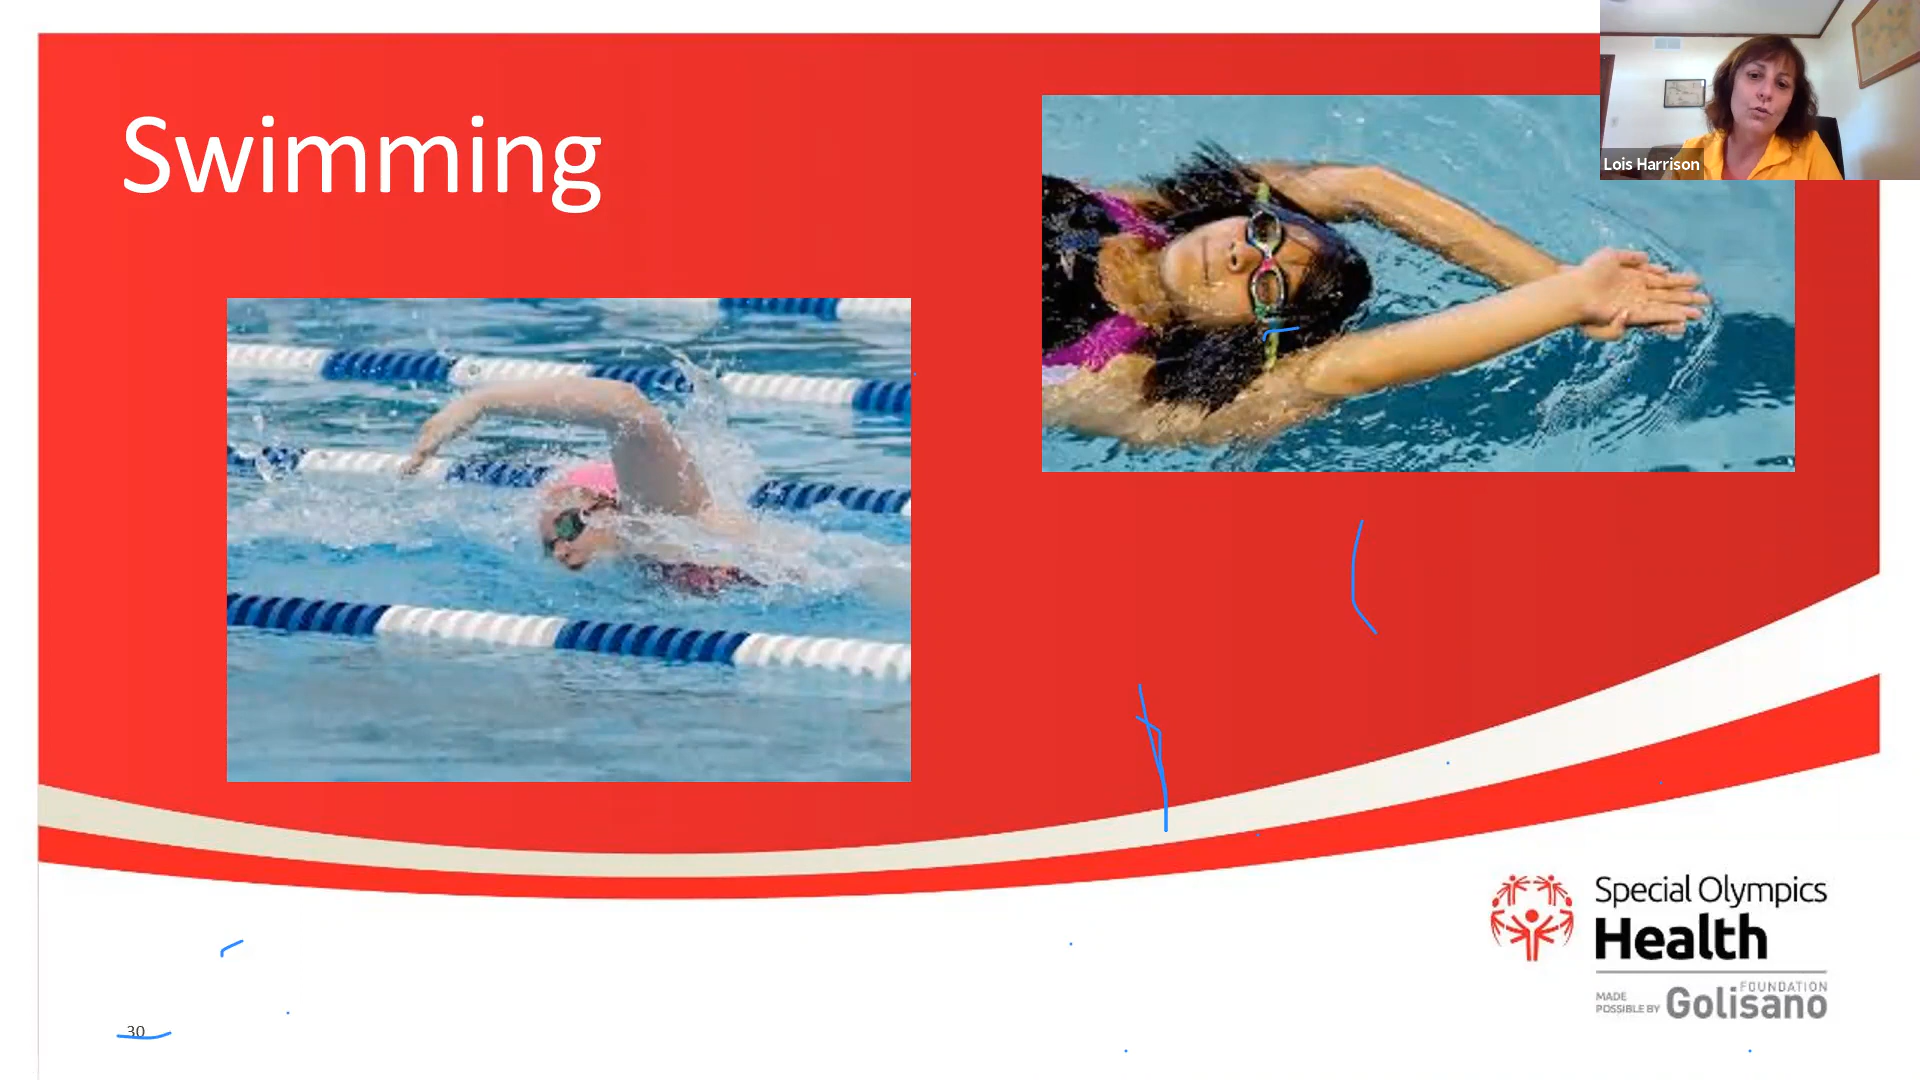 Swimming
Lois Harrison
Special Olympics
Health
MADE
POSSIBLE BY
FOUNDATION
Golisano
30